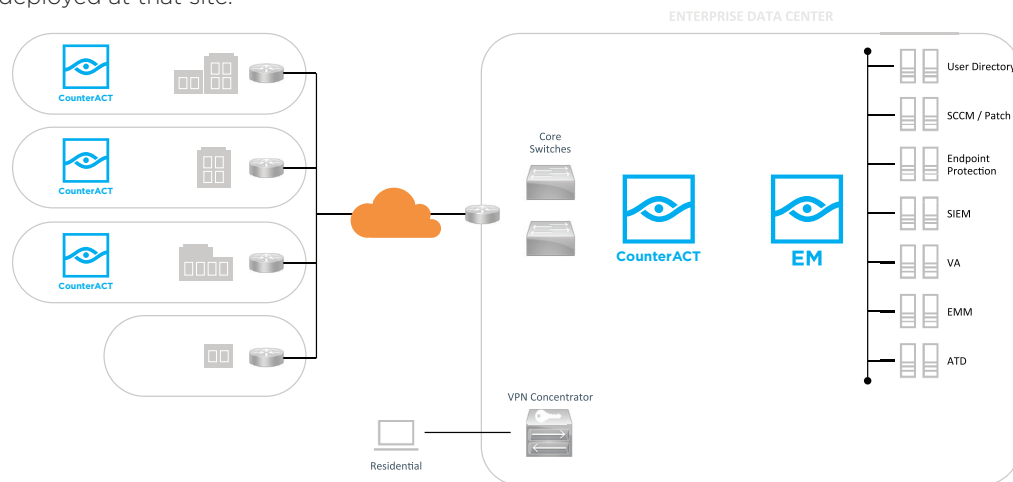 deployed at that site.
ENTERPRISE DATA CENTER
CounterACT
CounterACT
CounterACT
Core
Switches
CounterACT
EM
User Directory
SCCM / Patch
Endpoint
Protection
SIEM
VA
EMM
ATD
VPN Concentrator
Residential